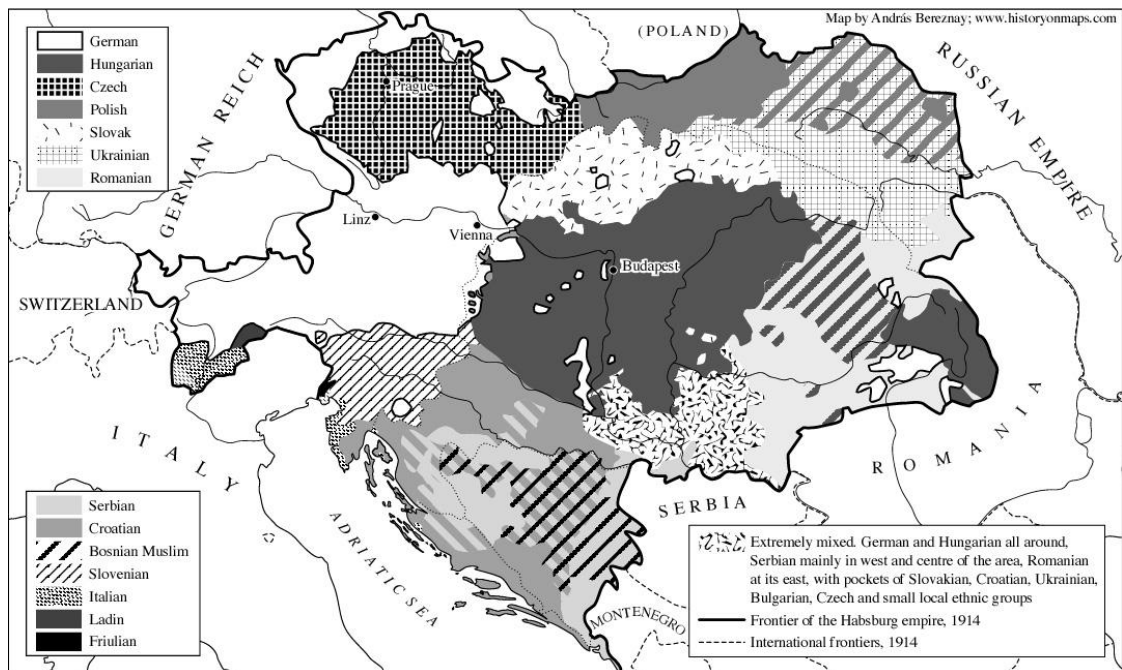 Map by András Bereznay; www.historyonmaps.com
German
Hungarian
Czech
Polish
Slovak
Ukrainian
Romanian
(POLAND)
RUSSIAN EMPIRE
GERMAN REICH
Prague
Linz
Vienna
Budapest
SWITZERLAND
ITALY
ADRIATIC SEA
ROMANIA
SERBIA
MONTENEGRO
Serbian
Croatian
Bosnian Muslim
Slovenian
Italian
Ladin
Friulian
Extremely mixed. German and Hungarian all around,
Serbian mainly in west and centre of the area, Romanian
at its east, with pockets of Slovakian, Croatian, Ukrainian,
Bulgarian, Czech and small local ethnic groups
Frontier of the Habsburg empire, 1914
International frontiers, 1914